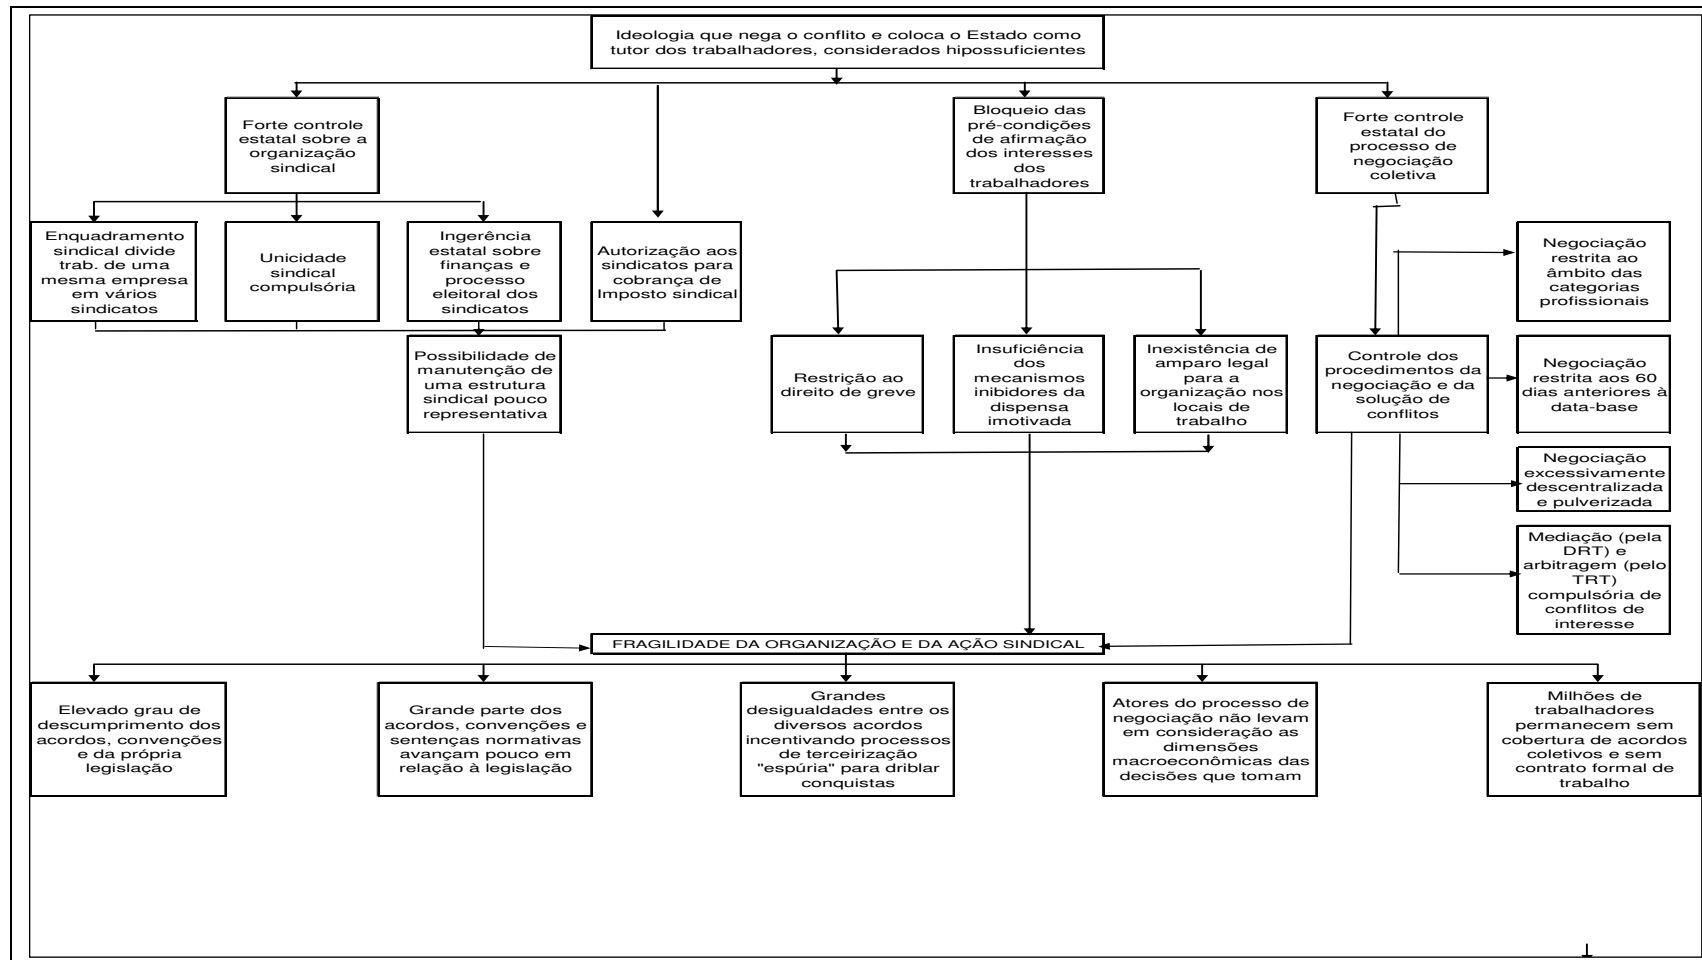 Ideologia que nega o conflito e coloca o Estado como
tutor dos trabalhadores, considerados hipossuficientes
Forte controle
estatal sobre a
organização
sindical
Bloqueio das
pré-condições
de afirmação
dos interesses
dos
trabalhadores
Forte controle
estatal do
processo de
negociação
coletiva
Enquadramento
sindical divide
trab. de uma
mesma empresa
em vários
sindicatos
Unicidade
sindical
compulsória
Ingerência
estatal sobre
finanças e
processo
eleitoral dos
sindicatos
Autorização aos
sindicatos para
cobrança de
Imposto sindical
Negociação
restrita ao
âmbito das
categorias
profissionais
Possibilidade de
manutenção de
uma estrutura
sindical pouco
representativa
Restrição ao
direito de greve
Insuficiência
dos
mecanismos
inibidores da
dispensa
imotivada
Inexistência de
amparo legal
para a
organização nos
locais de
trabalho
Controle dos
procedimentos da
negociação e da
solução de
conflitos
Negociação
restrita aos 60
dias anteriores à
data-base
Negociação
excessivamente
descentralizada
e pulverizada
Mediação (pela
DRT) e
arbitragem (pelo
TRT)
compulsória de
conflitos de
interesse
FRAGILIDADE DA ORGANIZAÇÃO E DA AÇÃO SINDICAL
Elevado grau de
descumprimento dos
acordos, convenções
e da própria
legislação
Grande parte dos
acordos, convenções e
sentenças normativas
avançam pouco em
relação à legislação
Grandes
desigualdades entre os
diversos acordos
incentivando processos
de terceirização
"espúria" para driblar
conquistas
Atores do processo de
negociação não levam
em consideração as
dimensões
macroeconômicas das
decisões que tomam
Milhões de
trabalhadores
permanecem sem
cobertura de acordos
coletivos e sem
contrato formal de
trabalho